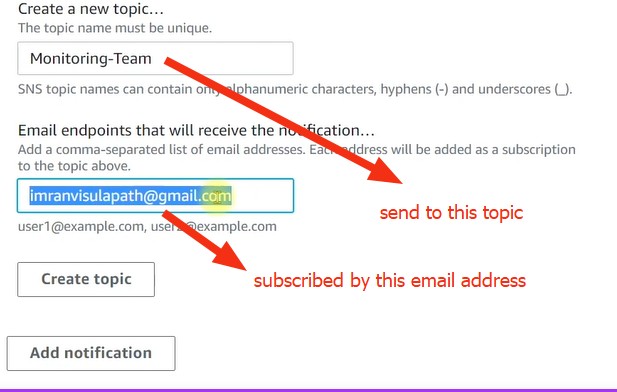 Create a new topic...
The topic name must be unique.
Monitoring-Team
SNS topic names can contain only alphanumeric characters, hyphens (-) and underscores (_).
Email endpoints that will receive the notification...
Add a comma-separated list of email addresses. Each address will be added as a subscription
to the topic above.
imranvisulapath@gmail.com
send to this topic
user1@example.com, user2@example.com
Create topic
subscribed by this email address
Add notification